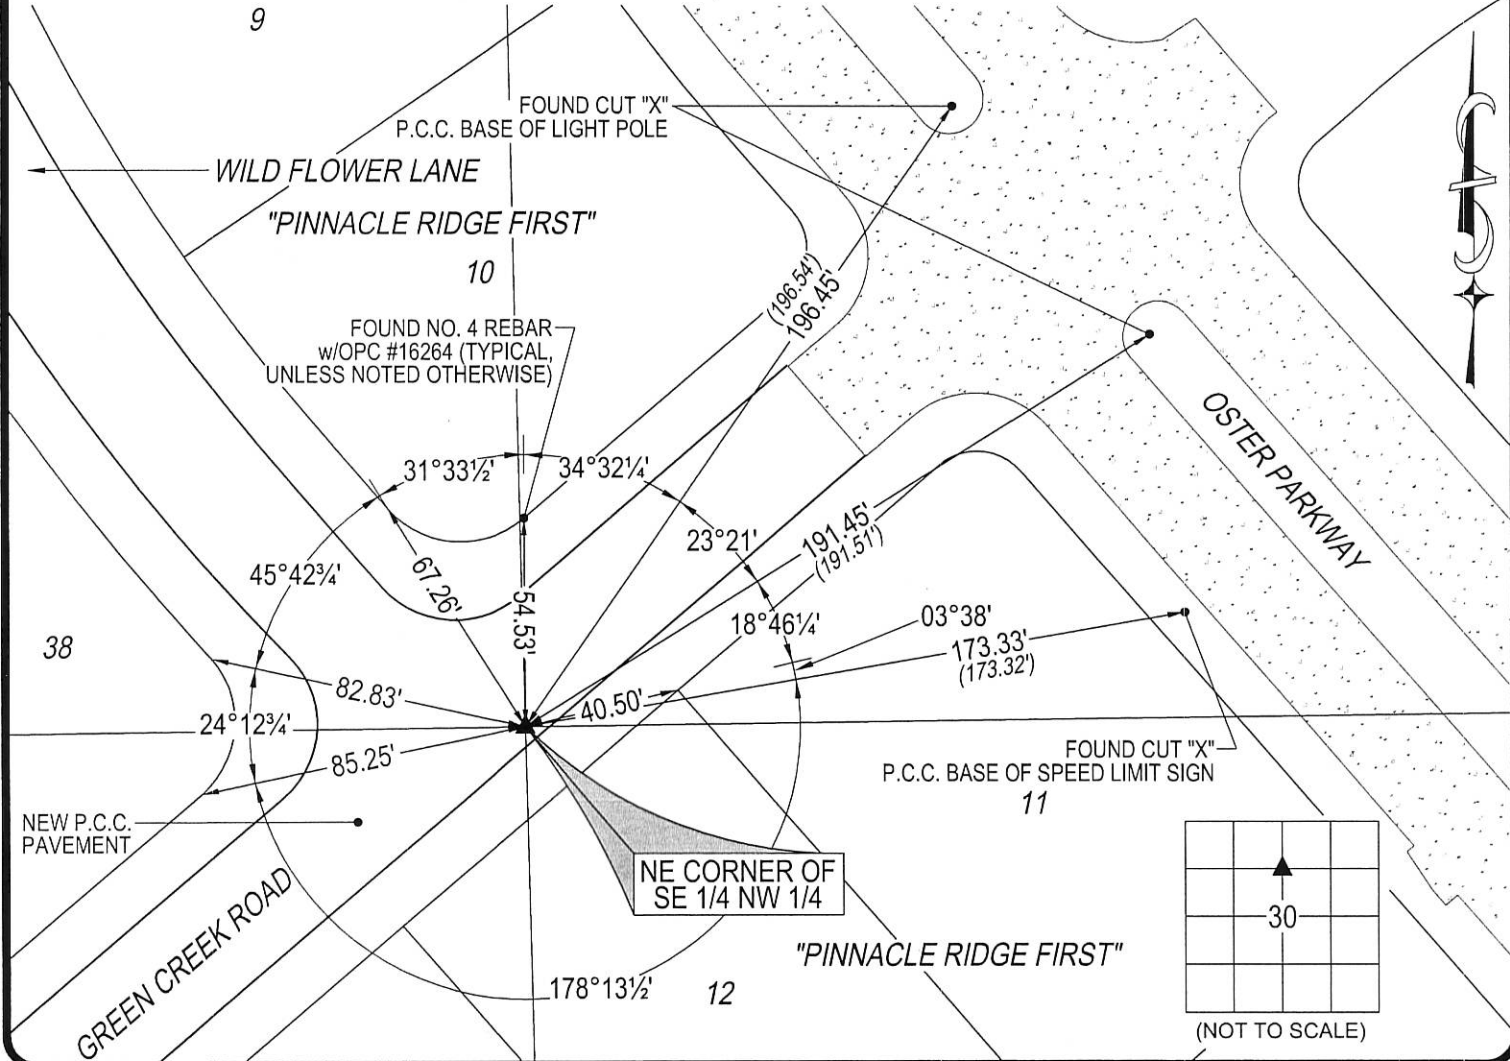 9
FOUND CUT "X"
P.C.C. BASE OF LIGHT POLE
WILD FLOWER LANE
"PINNACLE RIDGE FIRST"
10
(196.54')
196.45'
FOUND NO. 4 REBAR
w/OPC #16264 (TYPICAL,
UNLESS NOTED OTHERWISE)
OSTER PARKWAY
31°33½'
34°32¼'
23°21'
191.45'
(191.51')
45°42¾'
67.26'
54.53'
18°46¼'
03°38'
173.33'
(173.32')
38
82.83'
40.50'
24°12¾'
85.25'
FOUND CUT "X"
P.C.C. BASE OF SPEED LIMIT SIGN
11
NEW P.C.C.
PAVEMENT
NE CORNER OF
SE 1/4 NW 1/4
30
GREEN CREEK ROAD
"PINNACLE RIDGE FIRST"
178°13½'
12
(NOT TO SCALE)